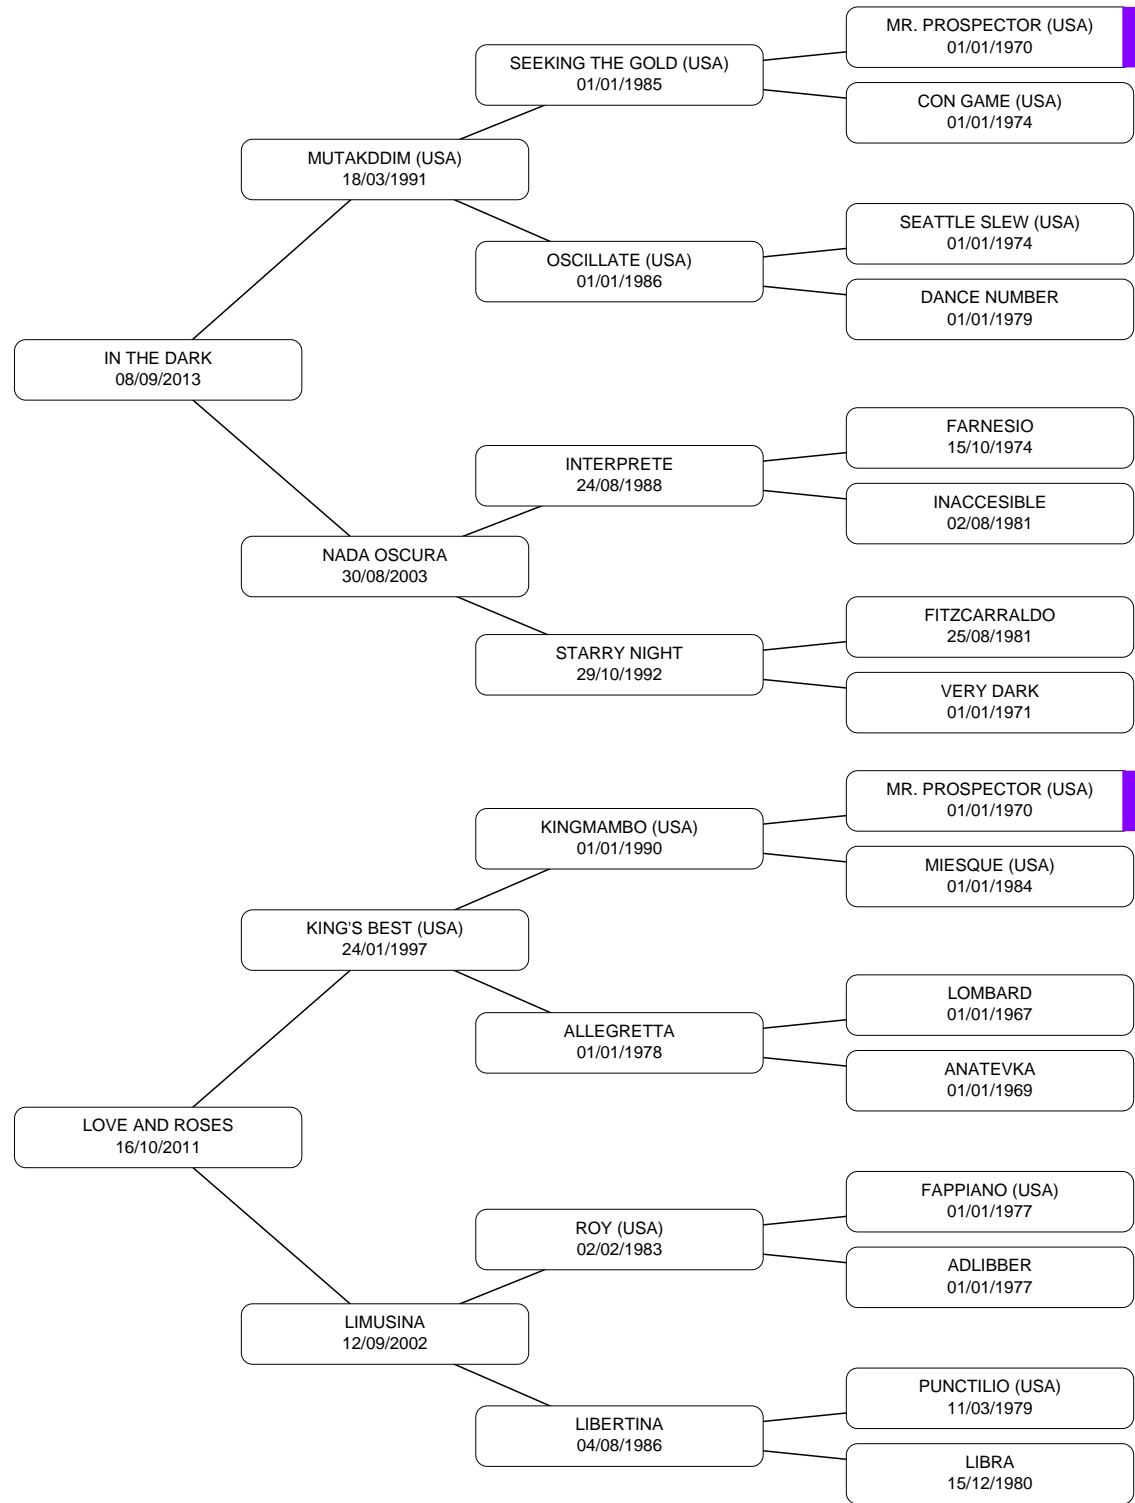 MR. PROSPECTOR (USA)
01/01/1970
SEEKING THE GOLD (USA)
01/01/1985
CON GAME (USA)
01/01/1974
MUTAKDDIM (USA)
18/03/1991
SEATTLE SLEW (USA)
01/01/1974
OSCILLATE (USA)
01/01/1986
DANCE NUMBER
01/01/1979
IN THE DARK
08/09/2013
FARNESIO
15/10/1974
INTERPRETE
24/08/1988
INACCESIBLE
02/08/1981
NADA OSCURA
30/08/2003
FITZCARRALDO
25/08/1981
STARRY NIGHT
29/10/1992
VERY DARK
01/01/1971
MR. PROSPECTOR (USA)
01/01/1970
KINGMAMBO (USA)
01/01/1990
MIESQUE (USA)
01/01/1984
KING'S BEST (USA)
24/01/1997
LOMBARD
01/01/1967
ALLEGRETTA
01/01/1978
ANATEVKA
01/01/1969
LOVE AND ROSES
16/10/2011
FAPPIANO (USA)
01/01/1977
ROY (USA)
02/02/1983
ADLIBBER
01/01/1977
LIMUSINA
12/09/2002
PUNCTILIO (USA)
11/03/1979
LIBERTINA
04/08/1986
LIBRA
15/12/1980